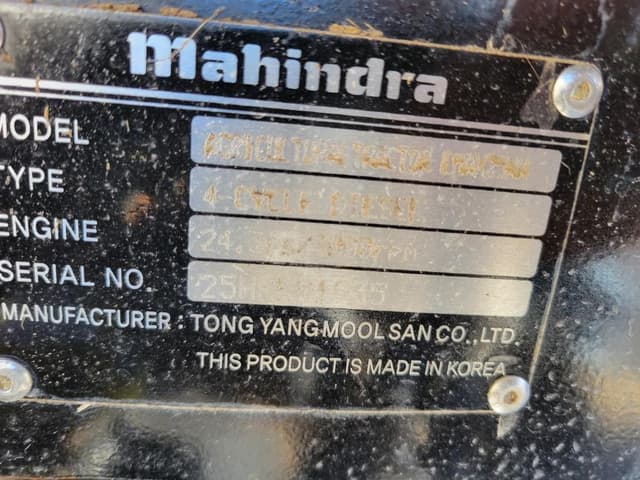 mahindra
MODEL AGRICULTURAL TRACTOR
TYPE 4-CYCLE DIESEL
ENGINE
SERIAL NO.
MANUFACTURER : TONG YANG MOOL SAN CO.,LTD.
THIS PRODUCT IS MADE IN KOREA